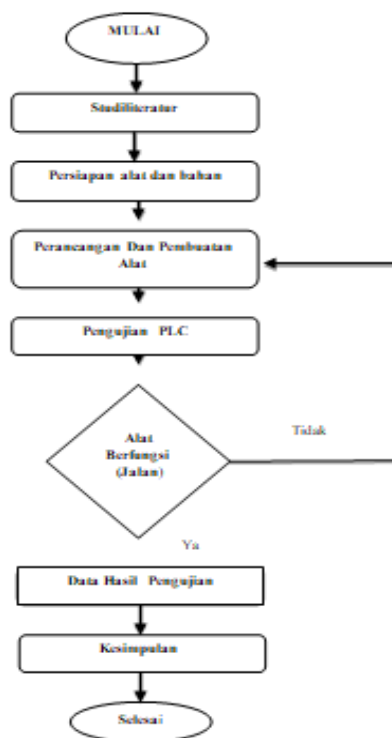 MULAI
Studiliteratur
Persiapan alat dan bahan
Perancangan Dan Pembuatan
Alat
Pengujian PLC
Alat
Berfungsi
(Jalan)
Tidak
Ya
Data Hasil Pengujian
Kesimpulan
Selesai